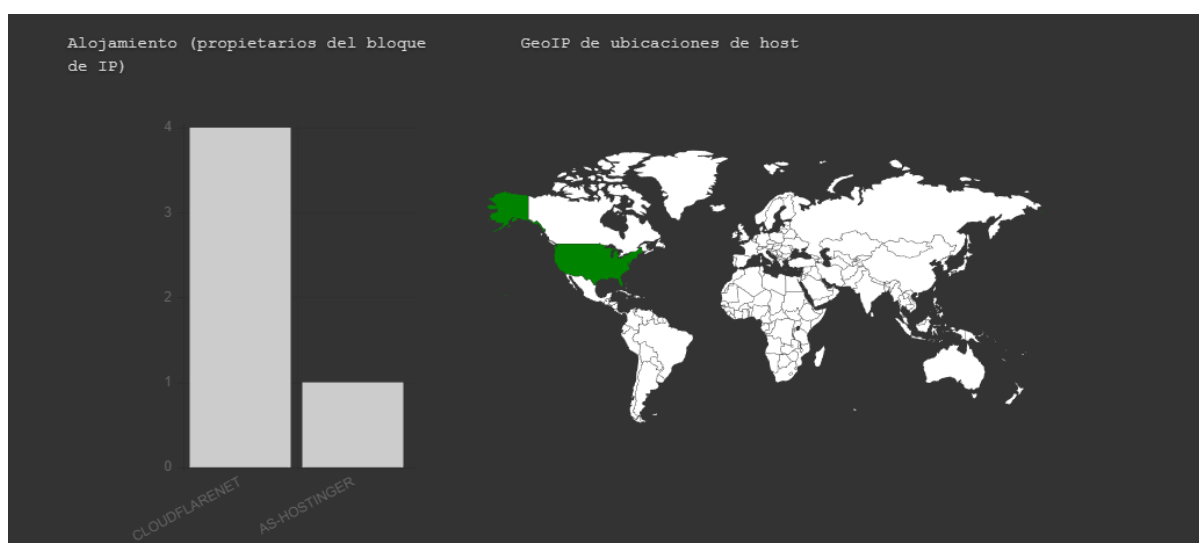 Alojamiento (propietarios del bloque
de IP)
GeoIP de ubicaciones de host
4
3
2
1
0
CLOUDFLARENET
AS-HOSTINGER